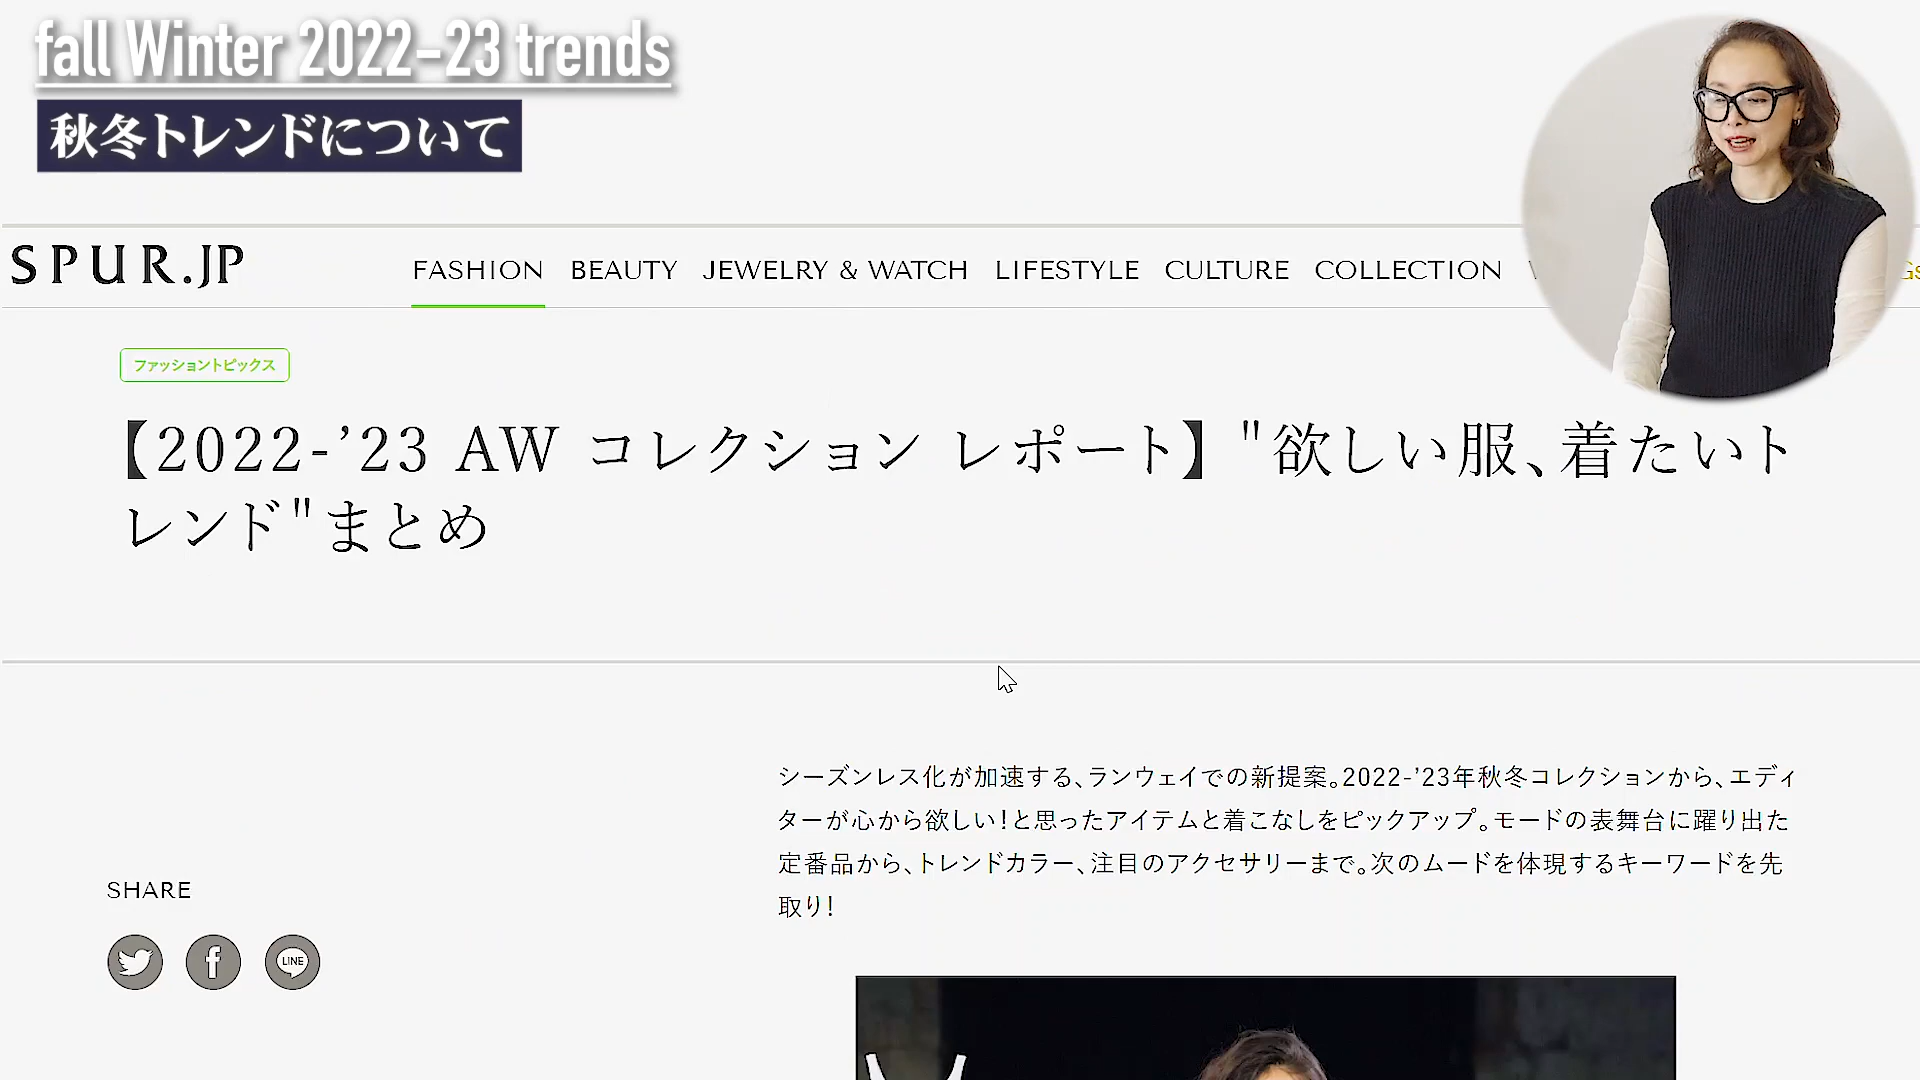 fall Winter 2022-23 trends
秋冬トレンドについて
SPUR.JP
FASHION BEAUTY JEWELRY & WATCH LIFESTYLE CULTURE COLLECTION
ファッショントピックス
【2022-’23 AW コレクション レポート】"欲しい服、着たいト
レンド"まとめ
シーズンレス化が加速する、ランウェイでの新提案。2022-’23年秋冬コレクションから、エディ
ターが心から欲しい！と思ったアイテムと着こなしをピックアップ。モードの表舞台に躍り出た
定番品から、トレンドカラー、注目のアクセサリーまで。次のムードを体現するキーワードを先
取り！
SHARE
LINE